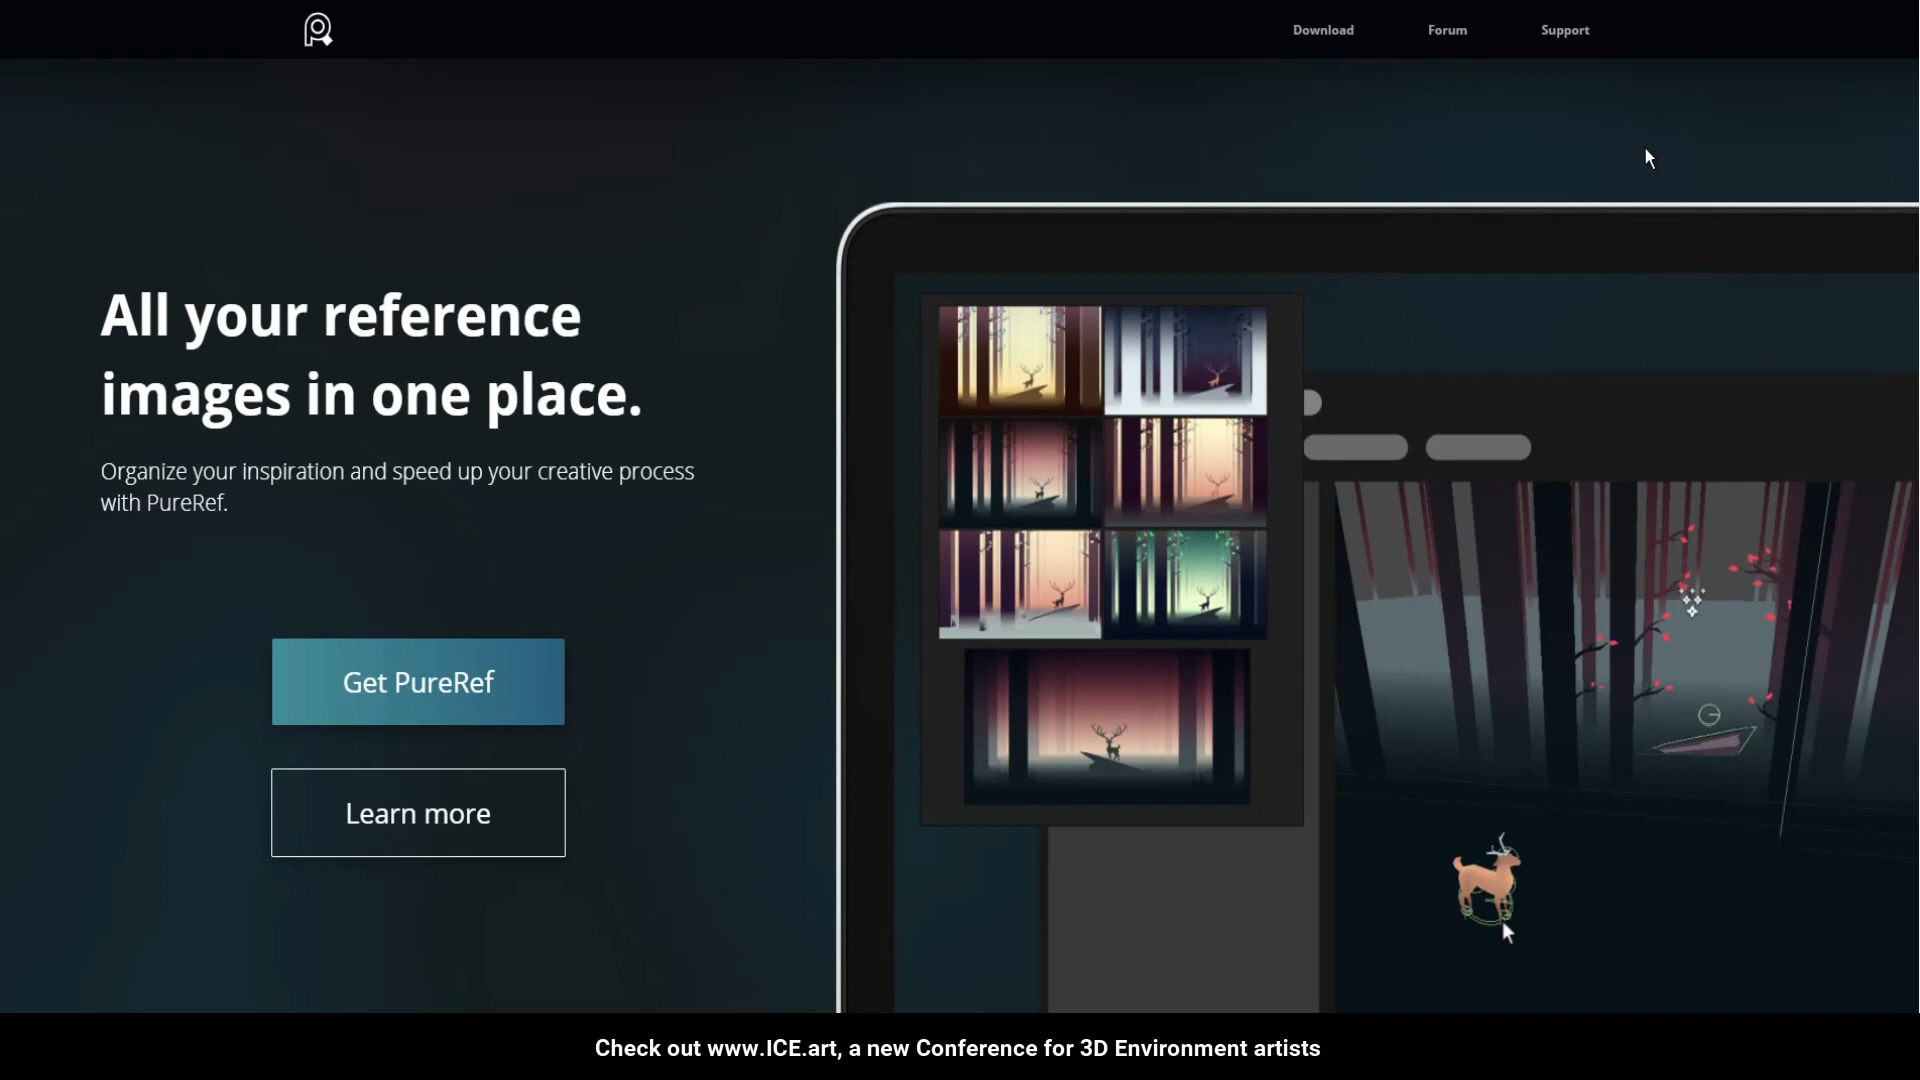 Download
Forum
Support
All your reference
images in one place.
Organize your inspiration and speed up your creative process
with PureRef.
Get PureRef
Learn more
Check out www.ICE.art, a new Conference for 3D Environment artists